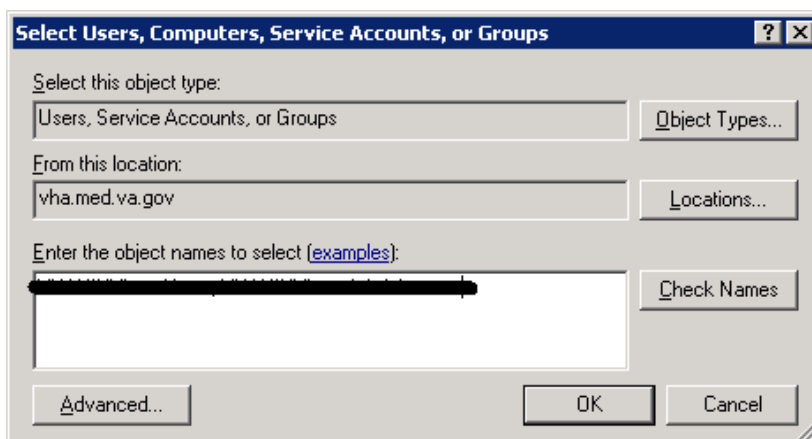 Select Users, Computers, Service Accounts, or Groups
Select this object type:
Users, Service Accounts, or Groups
Object Types...
From this location:
vha.med.va.gov
Locations...
Enter the object names to select (examples):
Check Names
Advanced...
OK
Cancel